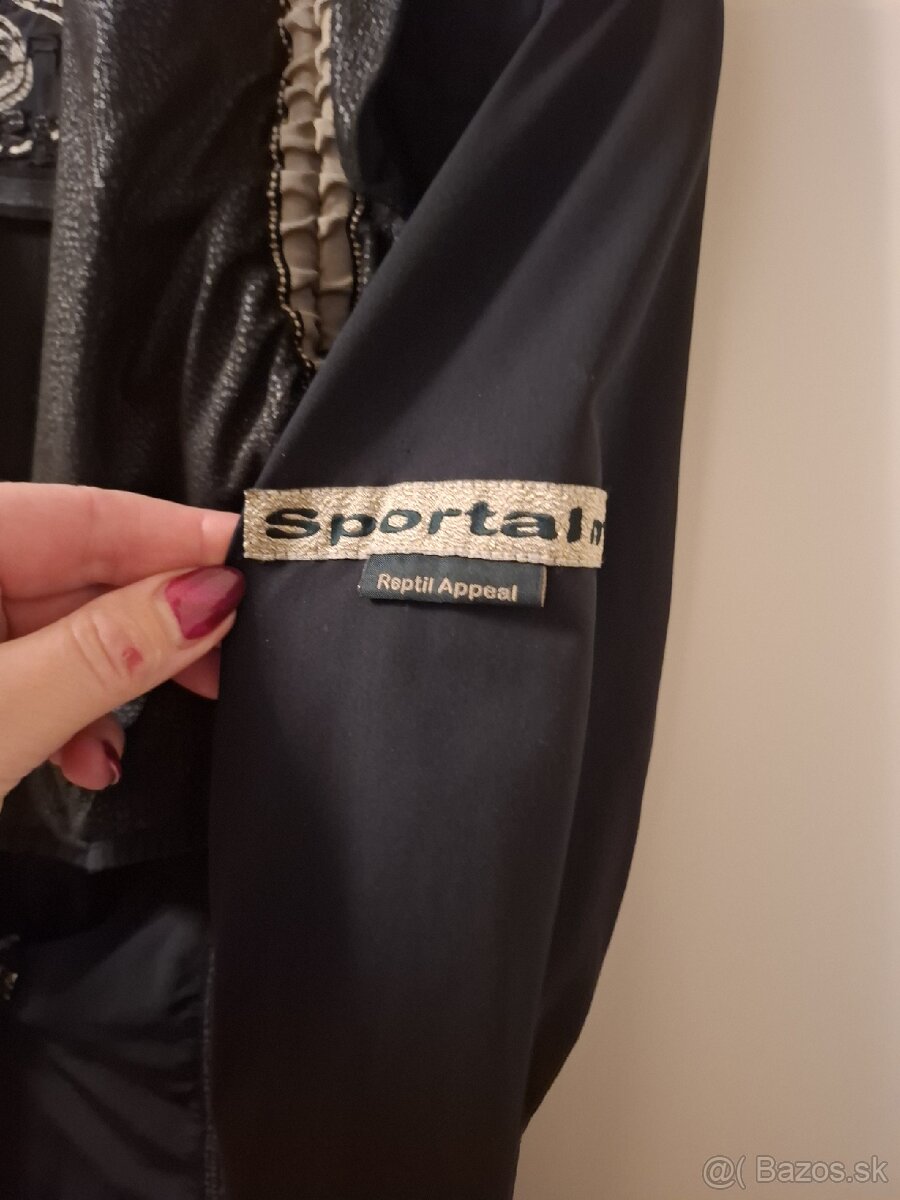 Sportalm
Reptil Appeal
@( Bazos.sk